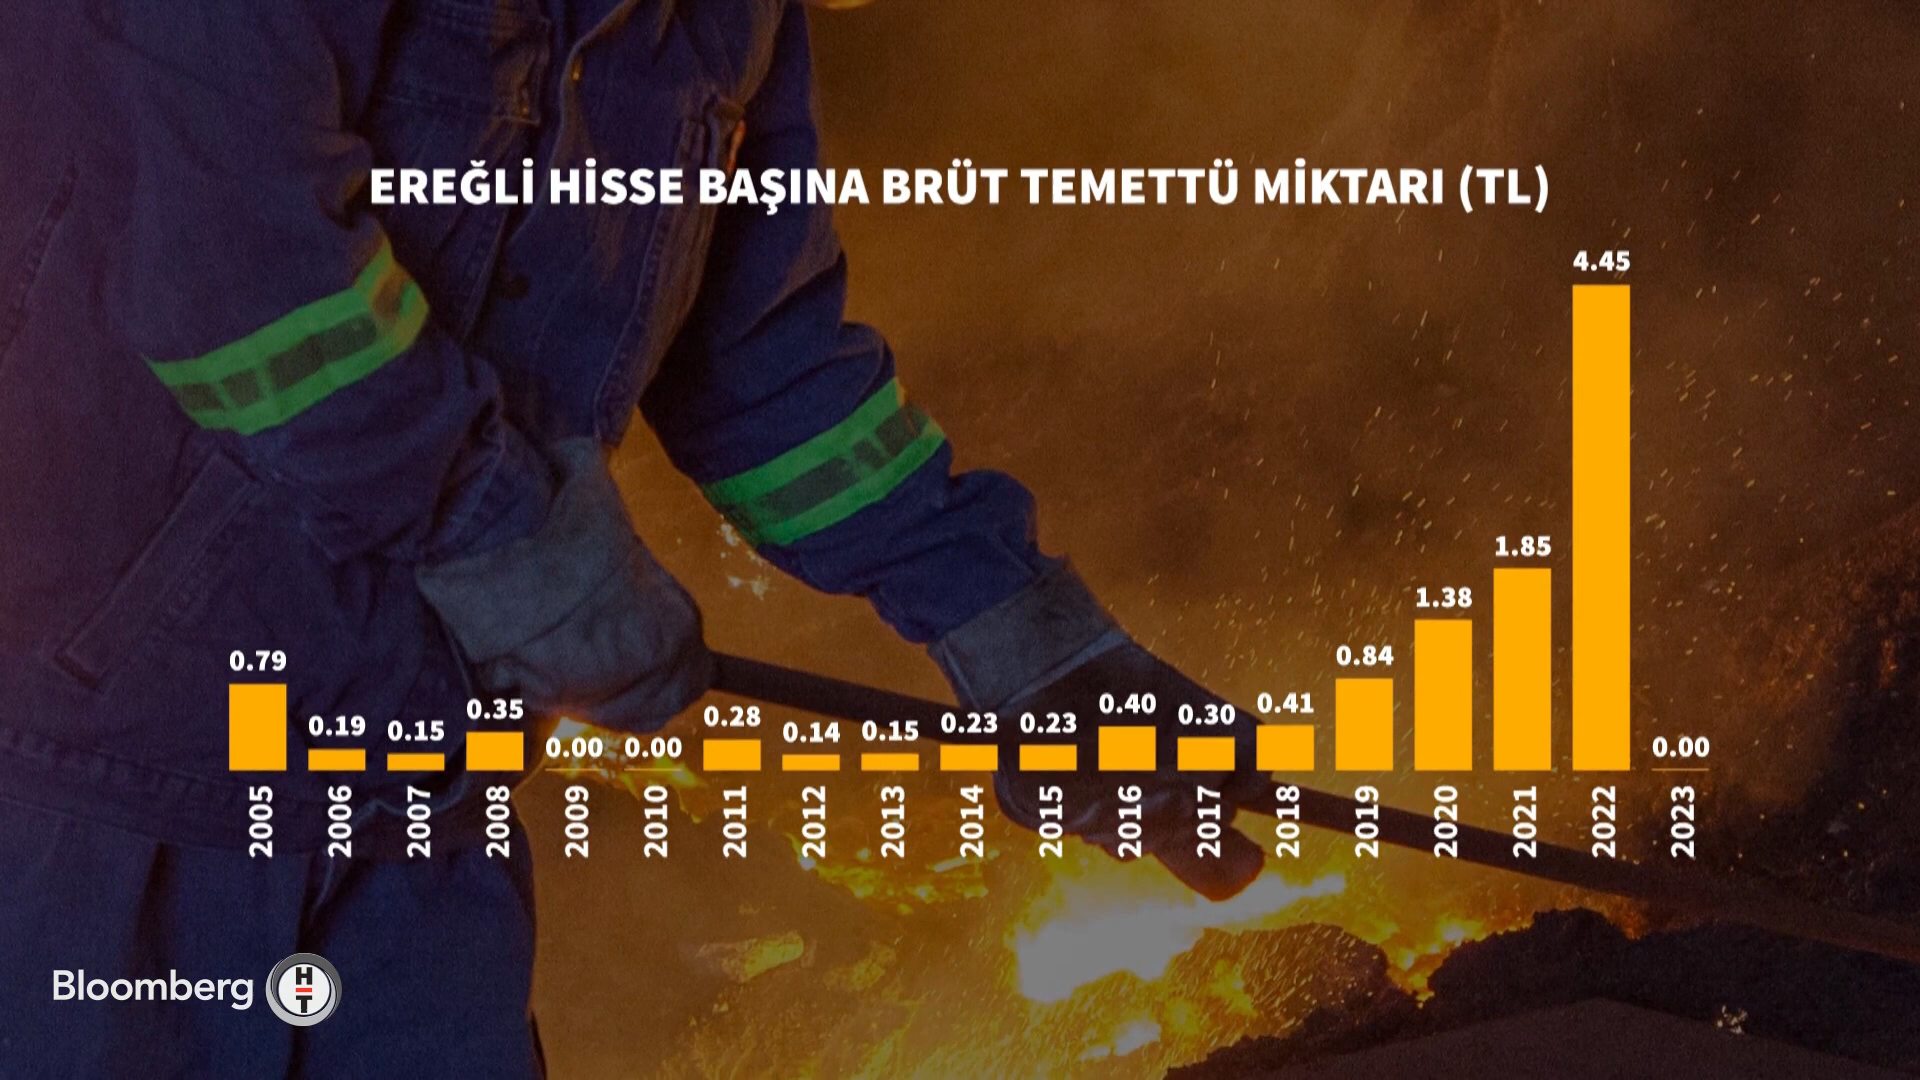 EREĞLİ HİSSE BAŞINA BRÜT TEMETTÜ MİKTARI (TL)
0.79 0.19 0.15 0.35 0.00 0.00 0.28 0.14 0.15 0.23 0.23 0.40 0.30 0.41 0.84 1.38 1.85 4.45 0.00
2005 2006 2007 2008 2009 2010 2011 2012 2013 2014 2015 2016 2017 2018 2019 2020 2021 2022 2023
Bloomberg HT